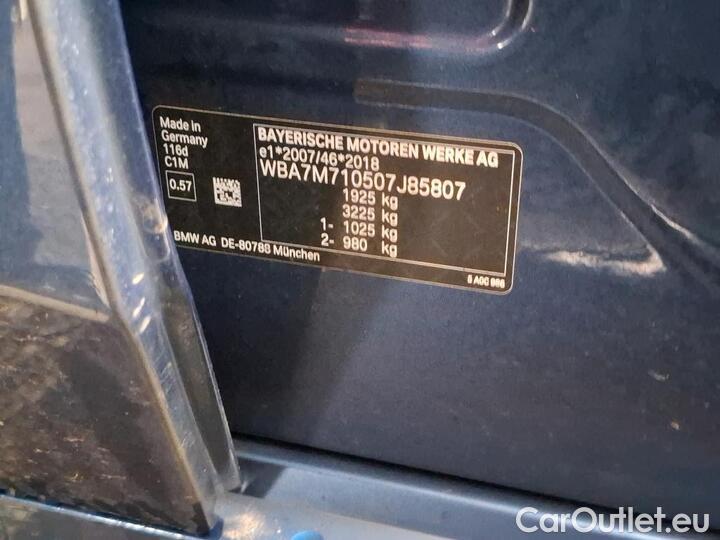 Made in
Germany
116d
C1M
0.57
BAYERISCHE MOTOREN WERKE AG
e1*2007/46*2018
WBA7M710507J85807
1925 kg
3225 kg
1- 1025 kg
2- 980 kg
BMW AG DE-80788 München
CarOutlet.eu